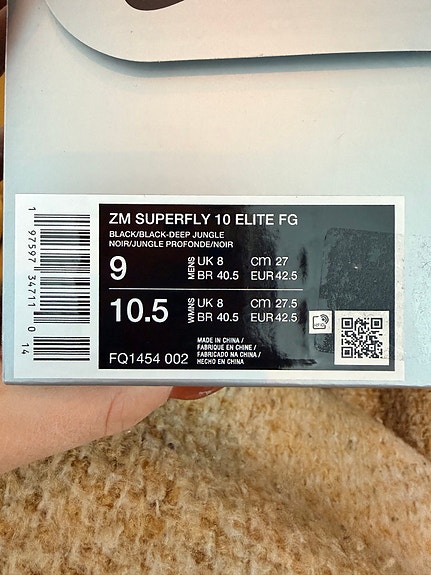 ZM SUPERFLY 10 ELITE FG
BLACK/BLACK-DEEP JUNGLE
NOIR/JUNGLE PROFONDE/NOIR
9 MENS UK 8 cm 27
BR 40.5 EUR 42.5
10.5 WMNS UK 8 cm 27.5
BR 40.5 EUR 42.5
FQ1454 002
MADE IN CHINA /
FABRIQUE EN CHINE /
FABRICADO NA CHINA /
HECHO EN CHINA
1 97597 34711 0 14